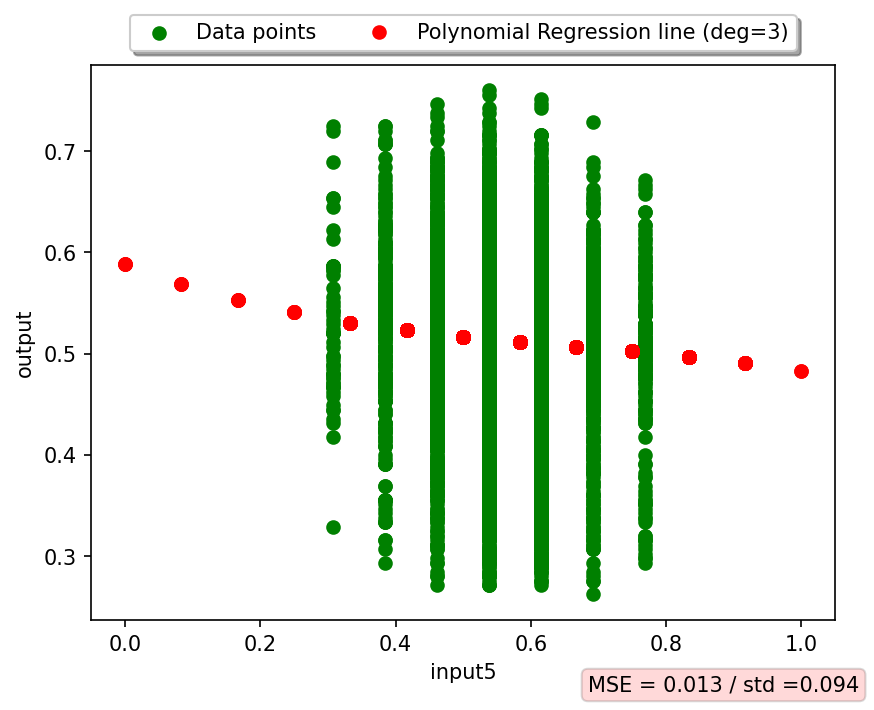 Data points
Polynomial Regression line (deg=3)
output
0.7
0.6
0.5
0.4
0.3
0.0 0.2 0.4 0.6 0.8 1.0
input5
MSE = 0.013 / std =0.094